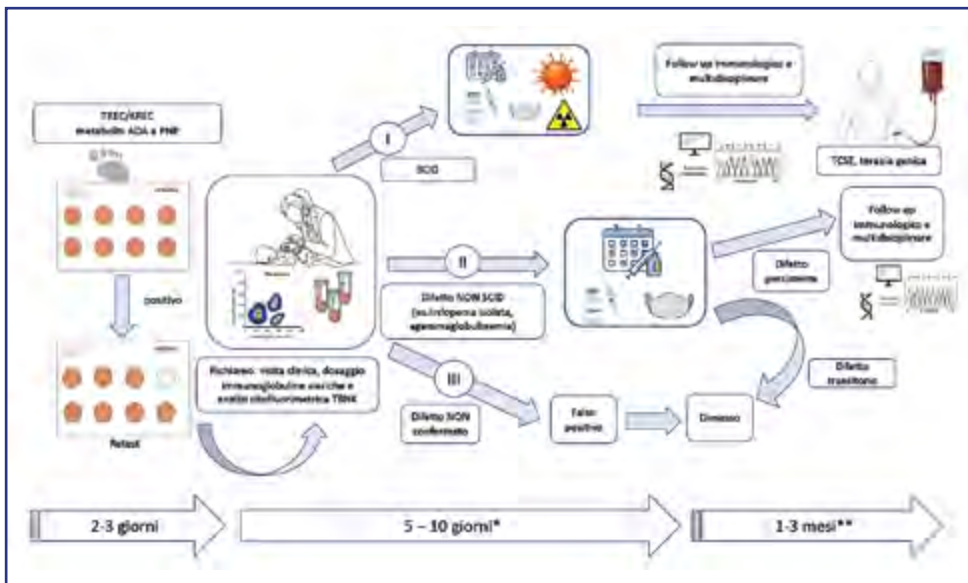 TREC/KREC
metaboliti ADA e PNP
positivo
Retest
Richiamo: visita clinica, dosaggio
immunoglobuline sieriche e
analisi citofluorimetrica TBNK
I
SCID
Follow up immunologico e
multidisciplinare
TCSE, terapia genica
II
Difetto NON SCID
(es.linfopenia isolata,
agammaglobulinemia)
Difetto
persistente
Follow up
immunologico e
multidisciplinare
Difetto
transitorio
III
Difetto NON
confermato
Falso
positivo
Dimesso
2-3 giorni
5 – 10 giorni*
1-3 mesi**